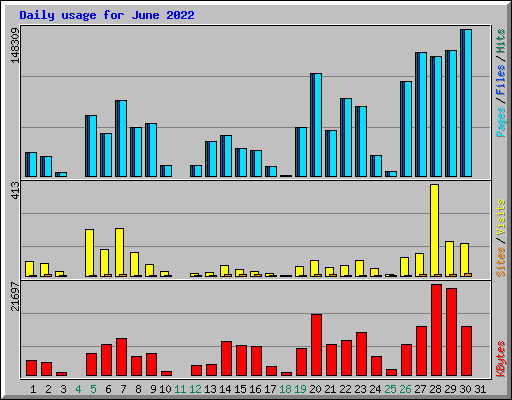 Daily usage for June 2022
148309
Pages / Files / Hits
413
Sites / Visits
21697
KBytes
1 2 3 4 5 6 7 8 9 10 11 12 13 14 15 16 17 18 19 20 21 22 23 24 25 26 27 28 29 30 31